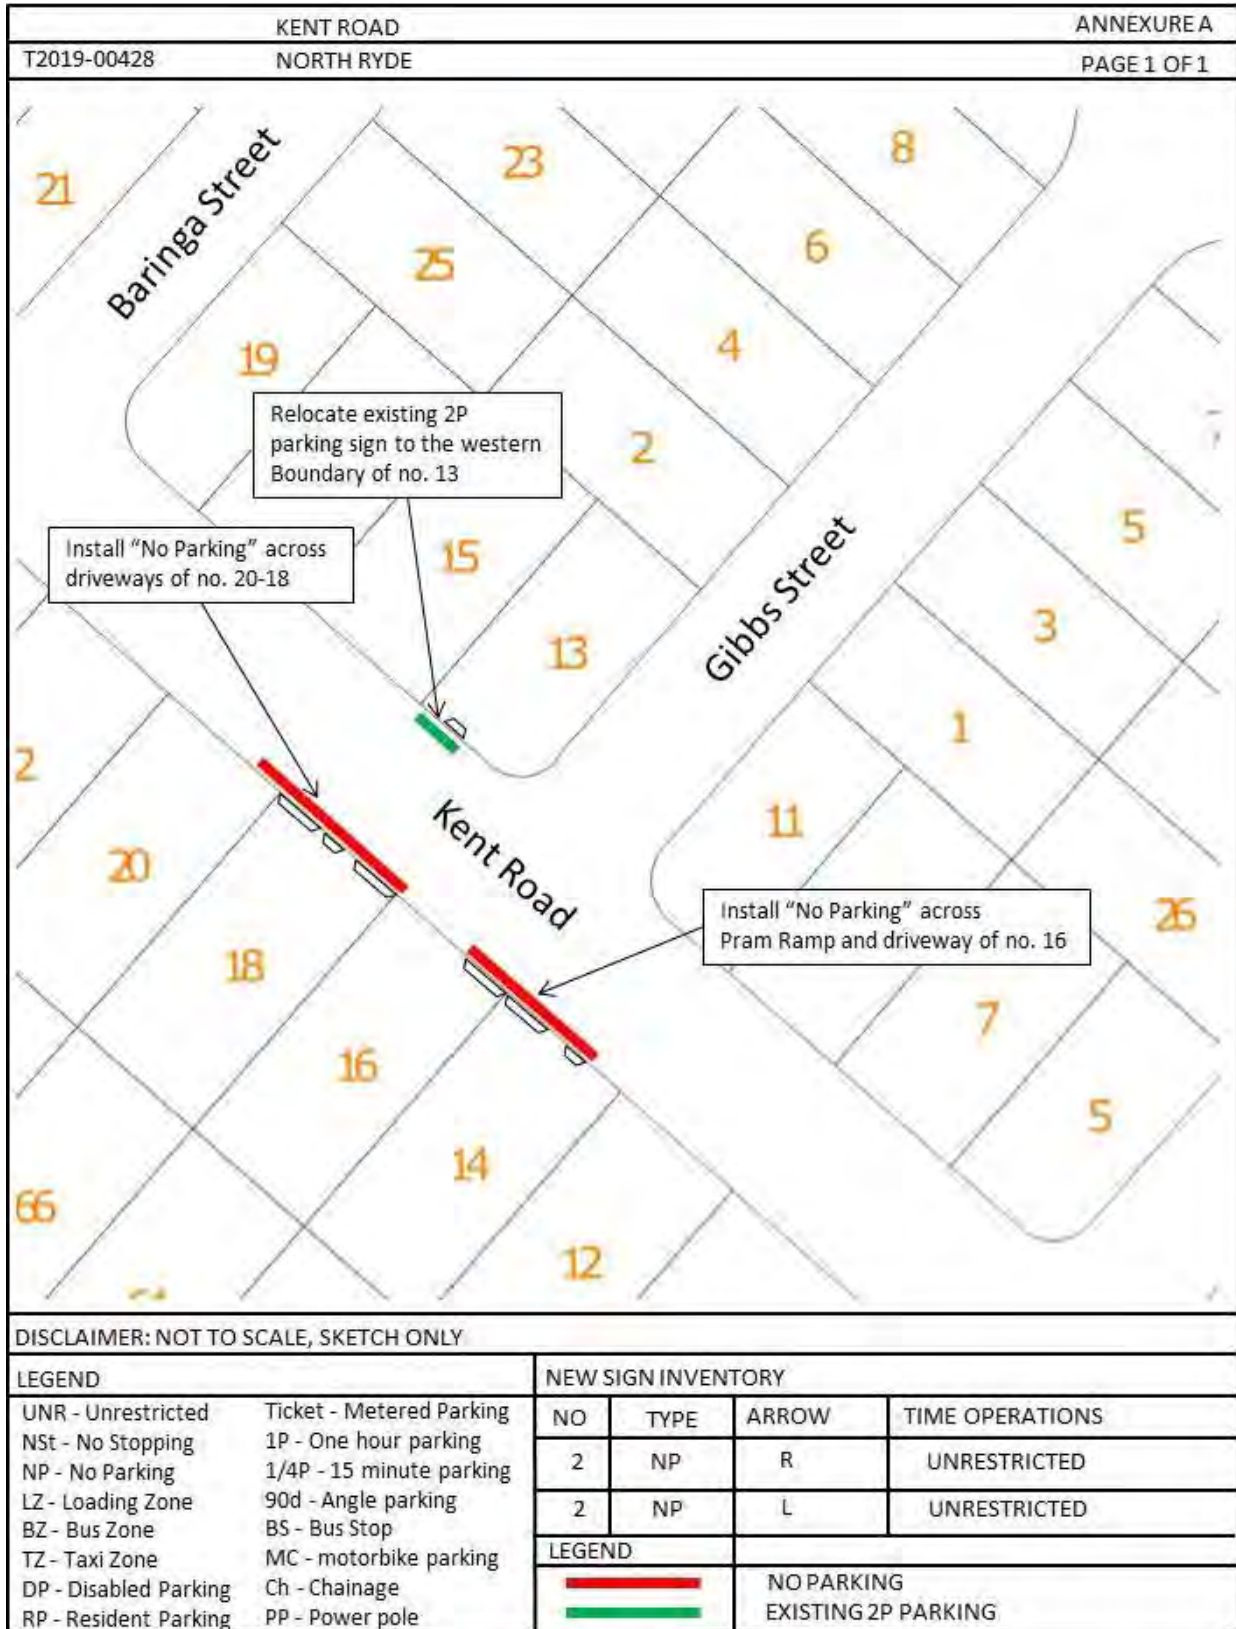 KENT ROAD ANNEXURE A
T2019-00428 NORTH RYDE PAGE 1 OF 1
21
Baringa Street
23
8
25
6
19
4
Relocate existing 2P
parking sign to the western
Boundary of no. 13
2
Install “No Parking” across
driveways of no. 20-18
15
5
Gibbs Street
3
13
1
2
11
20
Kent Road
Install “No Parking” across
Pram Ramp and driveway of no. 16
26
18
7
16
5
14
66
12
DISCLAIMER: NOT TO SCALE, SKETCH ONLY
LEGEND
UNR - Unrestricted Ticket - Metered Parking
NSt - No Stopping 1P - One hour parking
NP - No Parking 1/4P - 15 minute parking
LZ - Loading Zone 90d - Angle parking
BZ - Bus Zone BS - Bus Stop
TZ - Taxi Zone MC - motorbike parking
DP - Disabled Parking Ch - Chainage
RP - Resident Parking PP - Power pole
NEW SIGN INVENTORY
NO TYPE ARROW TIME OPERATIONS
2 NP R UNRESTRICTED
2 NP L UNRESTRICTED
LEGEND
NO PARKING
EXISTING 2P PARKING